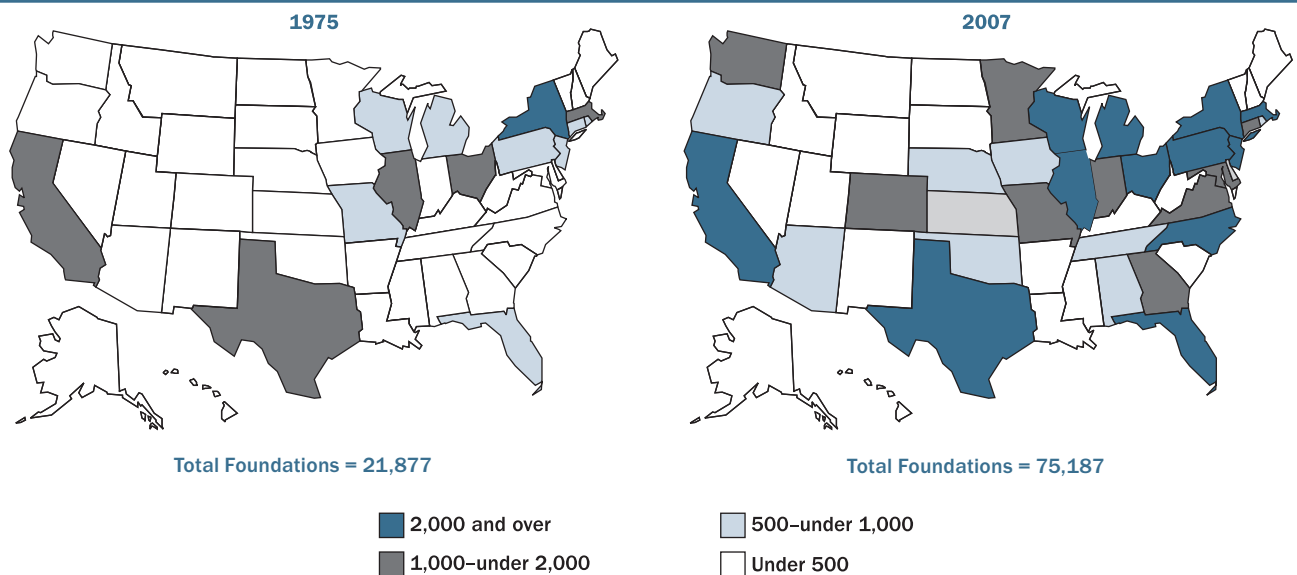 1975
2007
Total Foundations = 21,877
Total Foundations = 75,187
2,000 and over
500–under 1,000
1,000–under 2,000
Under 500